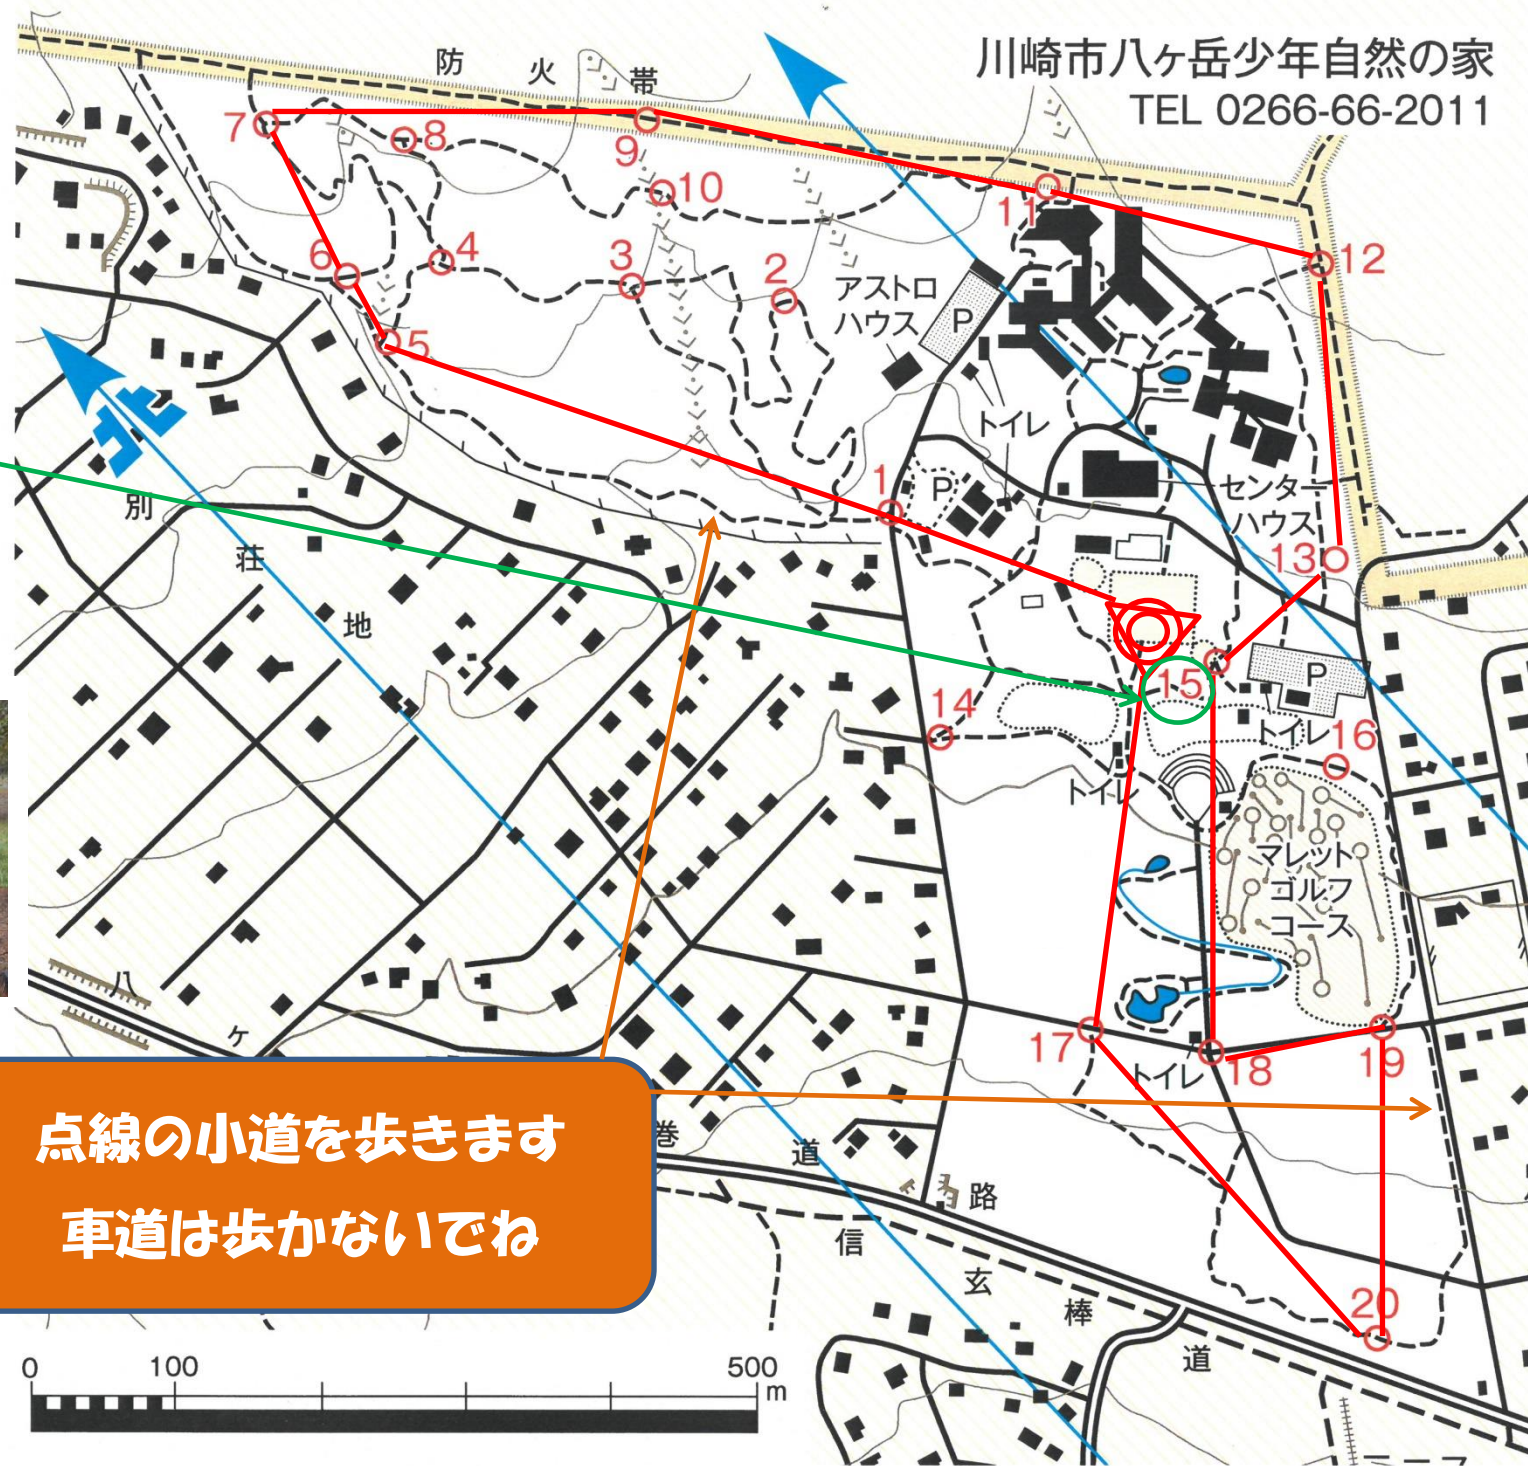 川崎市八ヶ岳少年自然の家
TEL 0266-66-2011
防火帯
7
8
9
10
11
12
6
4
3
2
5
アストロ
ハウス
P
トイレ
1
P
センター
ハウス
13
別荘地
15
P
14
トイレ
16
トイレ
マレット
ゴルフ
コース
17
トイレ
18
19
八ヶ
巻道路
点線の小道を歩きます
車道は歩かないでね
信玄棒道
20
0 100 500 m